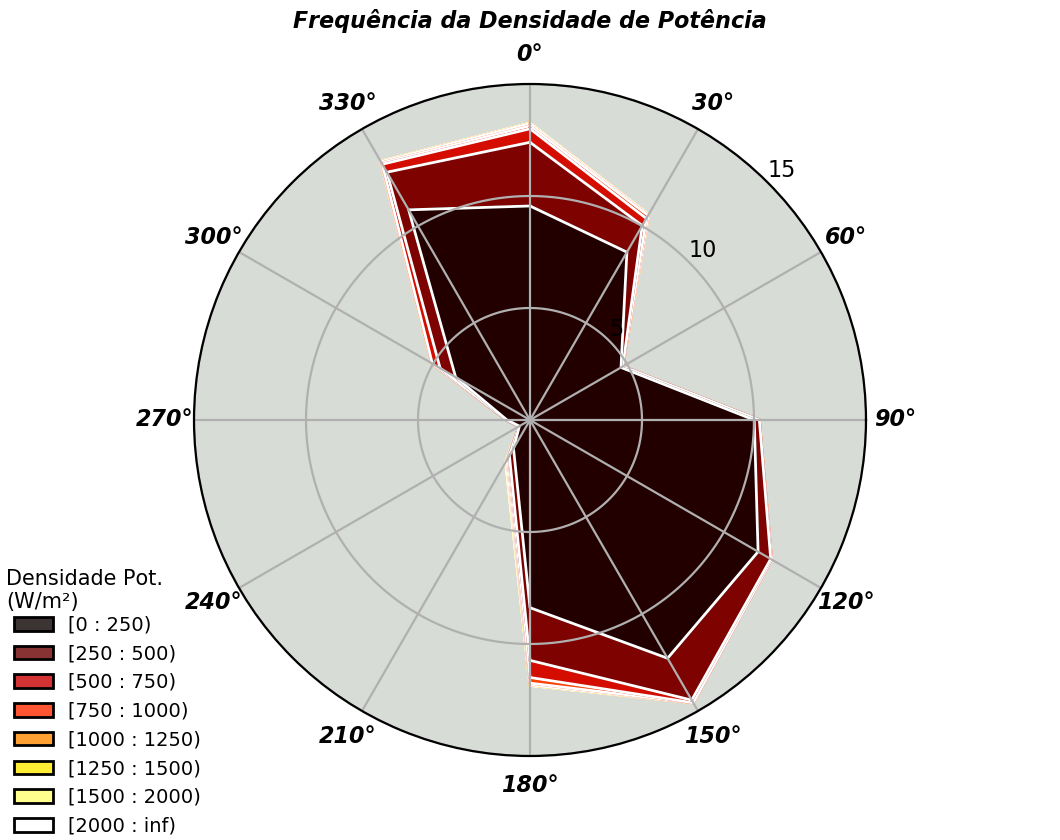 Frequência da Densidade de Potência
0°
330°
30°
15
300°
60°
10
5
270°
90°
240°
120°
210°
150°
180°
Densidade Pot.
(W/m²)
[0 : 250)
[250 : 500)
[500 : 750)
[750 : 1000)
[1000 : 1250)
[1250 : 1500)
[1500 : 2000)
[2000 : inf)